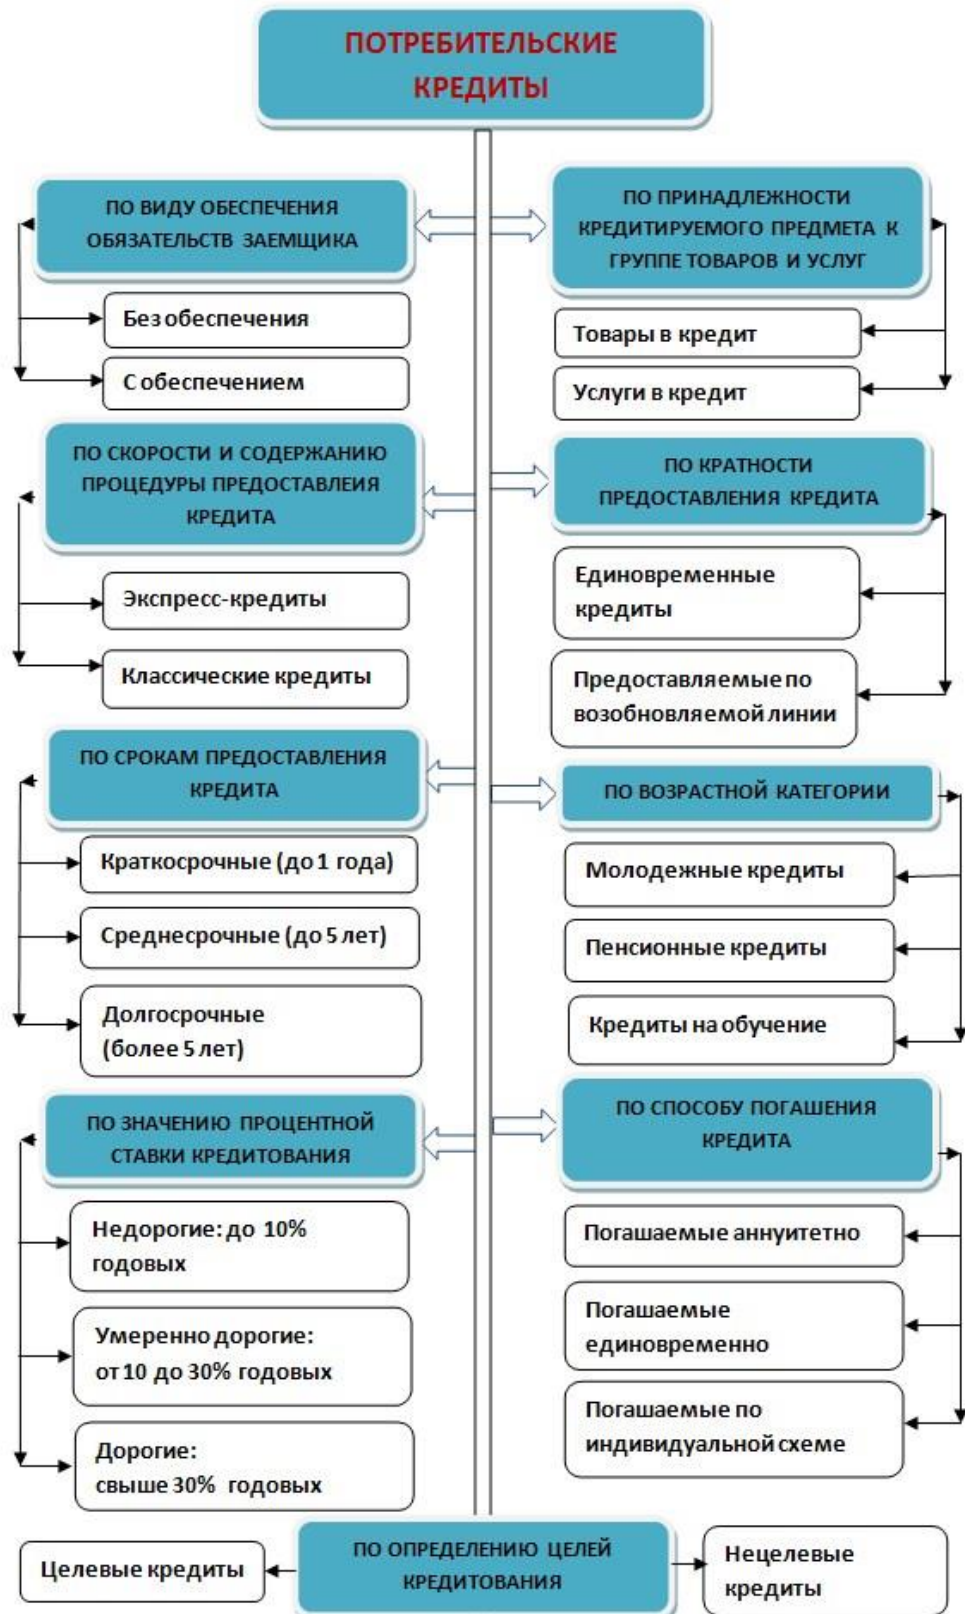 ПОТРЕБИТЕЛЬСКИЕ
КРЕДИТЫ
ПО ВИДУ ОБЕСПЕЧЕНИЯ
ОБЯЗАТЕЛЬСТВ ЗАЕМЩИКА
Без обеспечения
С обеспечением
ПО ПРИНАДЛЕЖНОСТИ
КРЕДИТИРУЕМОГО ПРЕДМЕТА К
ГРУППЕ ТОВАРОВ И УСЛУГ
Товары в кредит
Услуги в кредит
ПО СКОРОСТИ И СОДЕРЖАНИЮ
ПРОЦЕДУРЫ ПРЕДОСТАВЛЕИЯ
КРЕДИТА
Экспресс-кредиты
Классические кредиты
ПО КРАТНОСТИ
ПРЕДОСТАВЛЕНИЯ КРЕДИТА
Единовременные
кредиты
Предоставляемые по
возобновляемой линии
ПО СРОКАМ ПРЕДОСТАВЛЕНИЯ
КРЕДИТА
Краткосрочные (до 1 года)
Среднесрочные (до 5 лет)
Долгосрочные
(более 5 лет)
ПО ВОЗРАСТНОЙ КАТЕГОРИИ
Молодежные кредиты
Пенсионные кредиты
Кредиты на обучение
ПО ЗНАЧЕНИЮ ПРОЦЕНТНОЙ
СТАВКИ КРЕДИТОВАНИЯ
Недорогие: до 10%
годовых
Умеренно дорогие:
от 10 до 30% годовых
Дорогие:
свыше 30% годовых
ПО СПОСОБУ ПОГАШЕНИЯ
КРЕДИТА
Погашаемые аннуитетно
Погашаемые
единовременно
Погашаемые по
индивидуальной схеме
ПО ОПРЕДЕЛЕНИЮ ЦЕЛЕЙ
КРЕДИТОВАНИЯ
Целевые кредиты
Нецелевые
кредиты